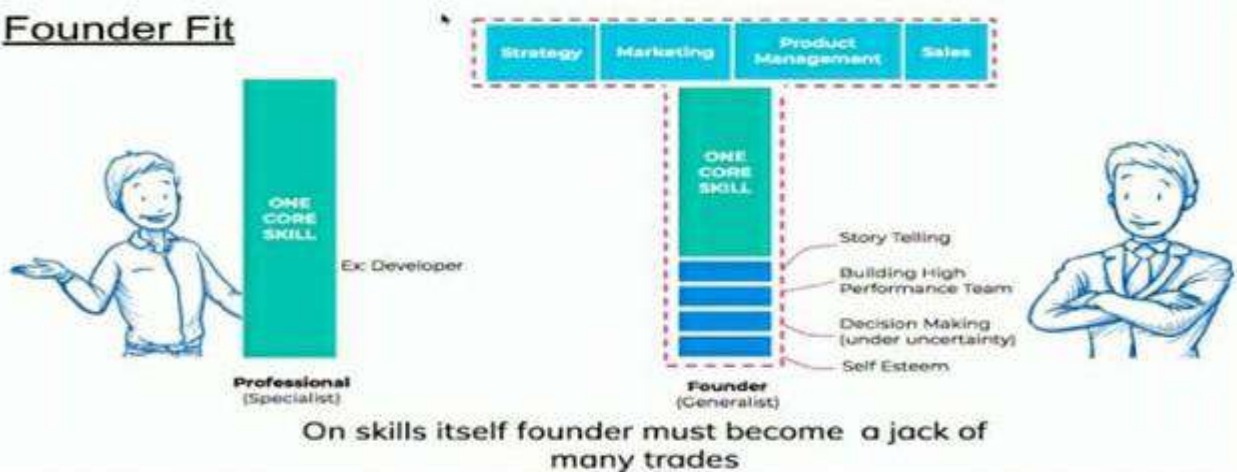 Founder Fit
Strategy
Marketing
Product
Management
Sales
ONE
CORE
SKILL
Ex: Developer
Professional
(Specialist)
ONE
CORE
SKILL
Story Telling
Building High
Performance Team
Decision Making
(under uncertainty)
Self Esteem
Founder
(Generalist)
On skills itself founder must become a jack of
many trades